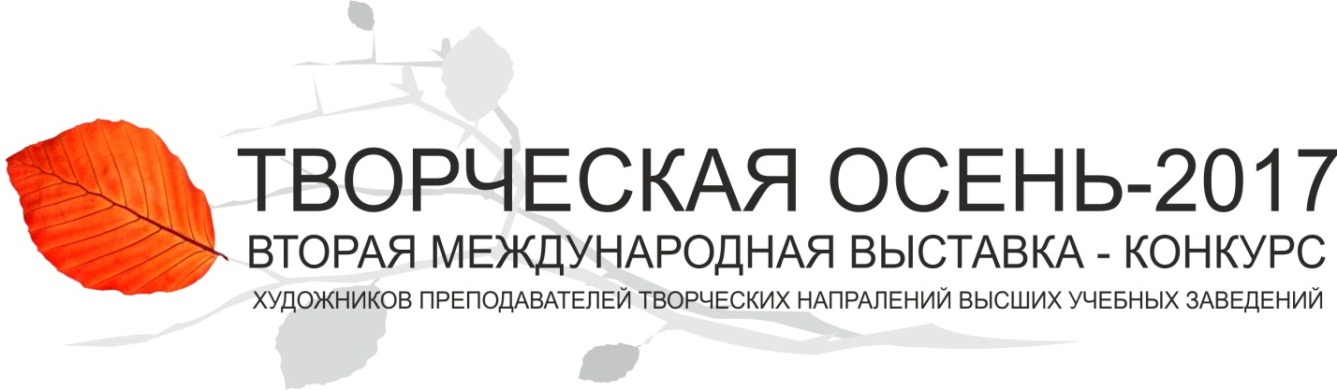 ТВОРЧЕСКАЯ ОСЕНЬ-2017
ВТОРАЯ МЕЖДУНАРОДНАЯ ВЫСТАВКА - КОНКУРС
ХУДОЖНИКОВ ПРЕПОДАВАТЕЛЕЙ ТВОРЧЕСКИХ НАПРАЛЕНИЙ ВЫСШИХ УЧЕБНЫХ ЗАВЕДЕНИЙ